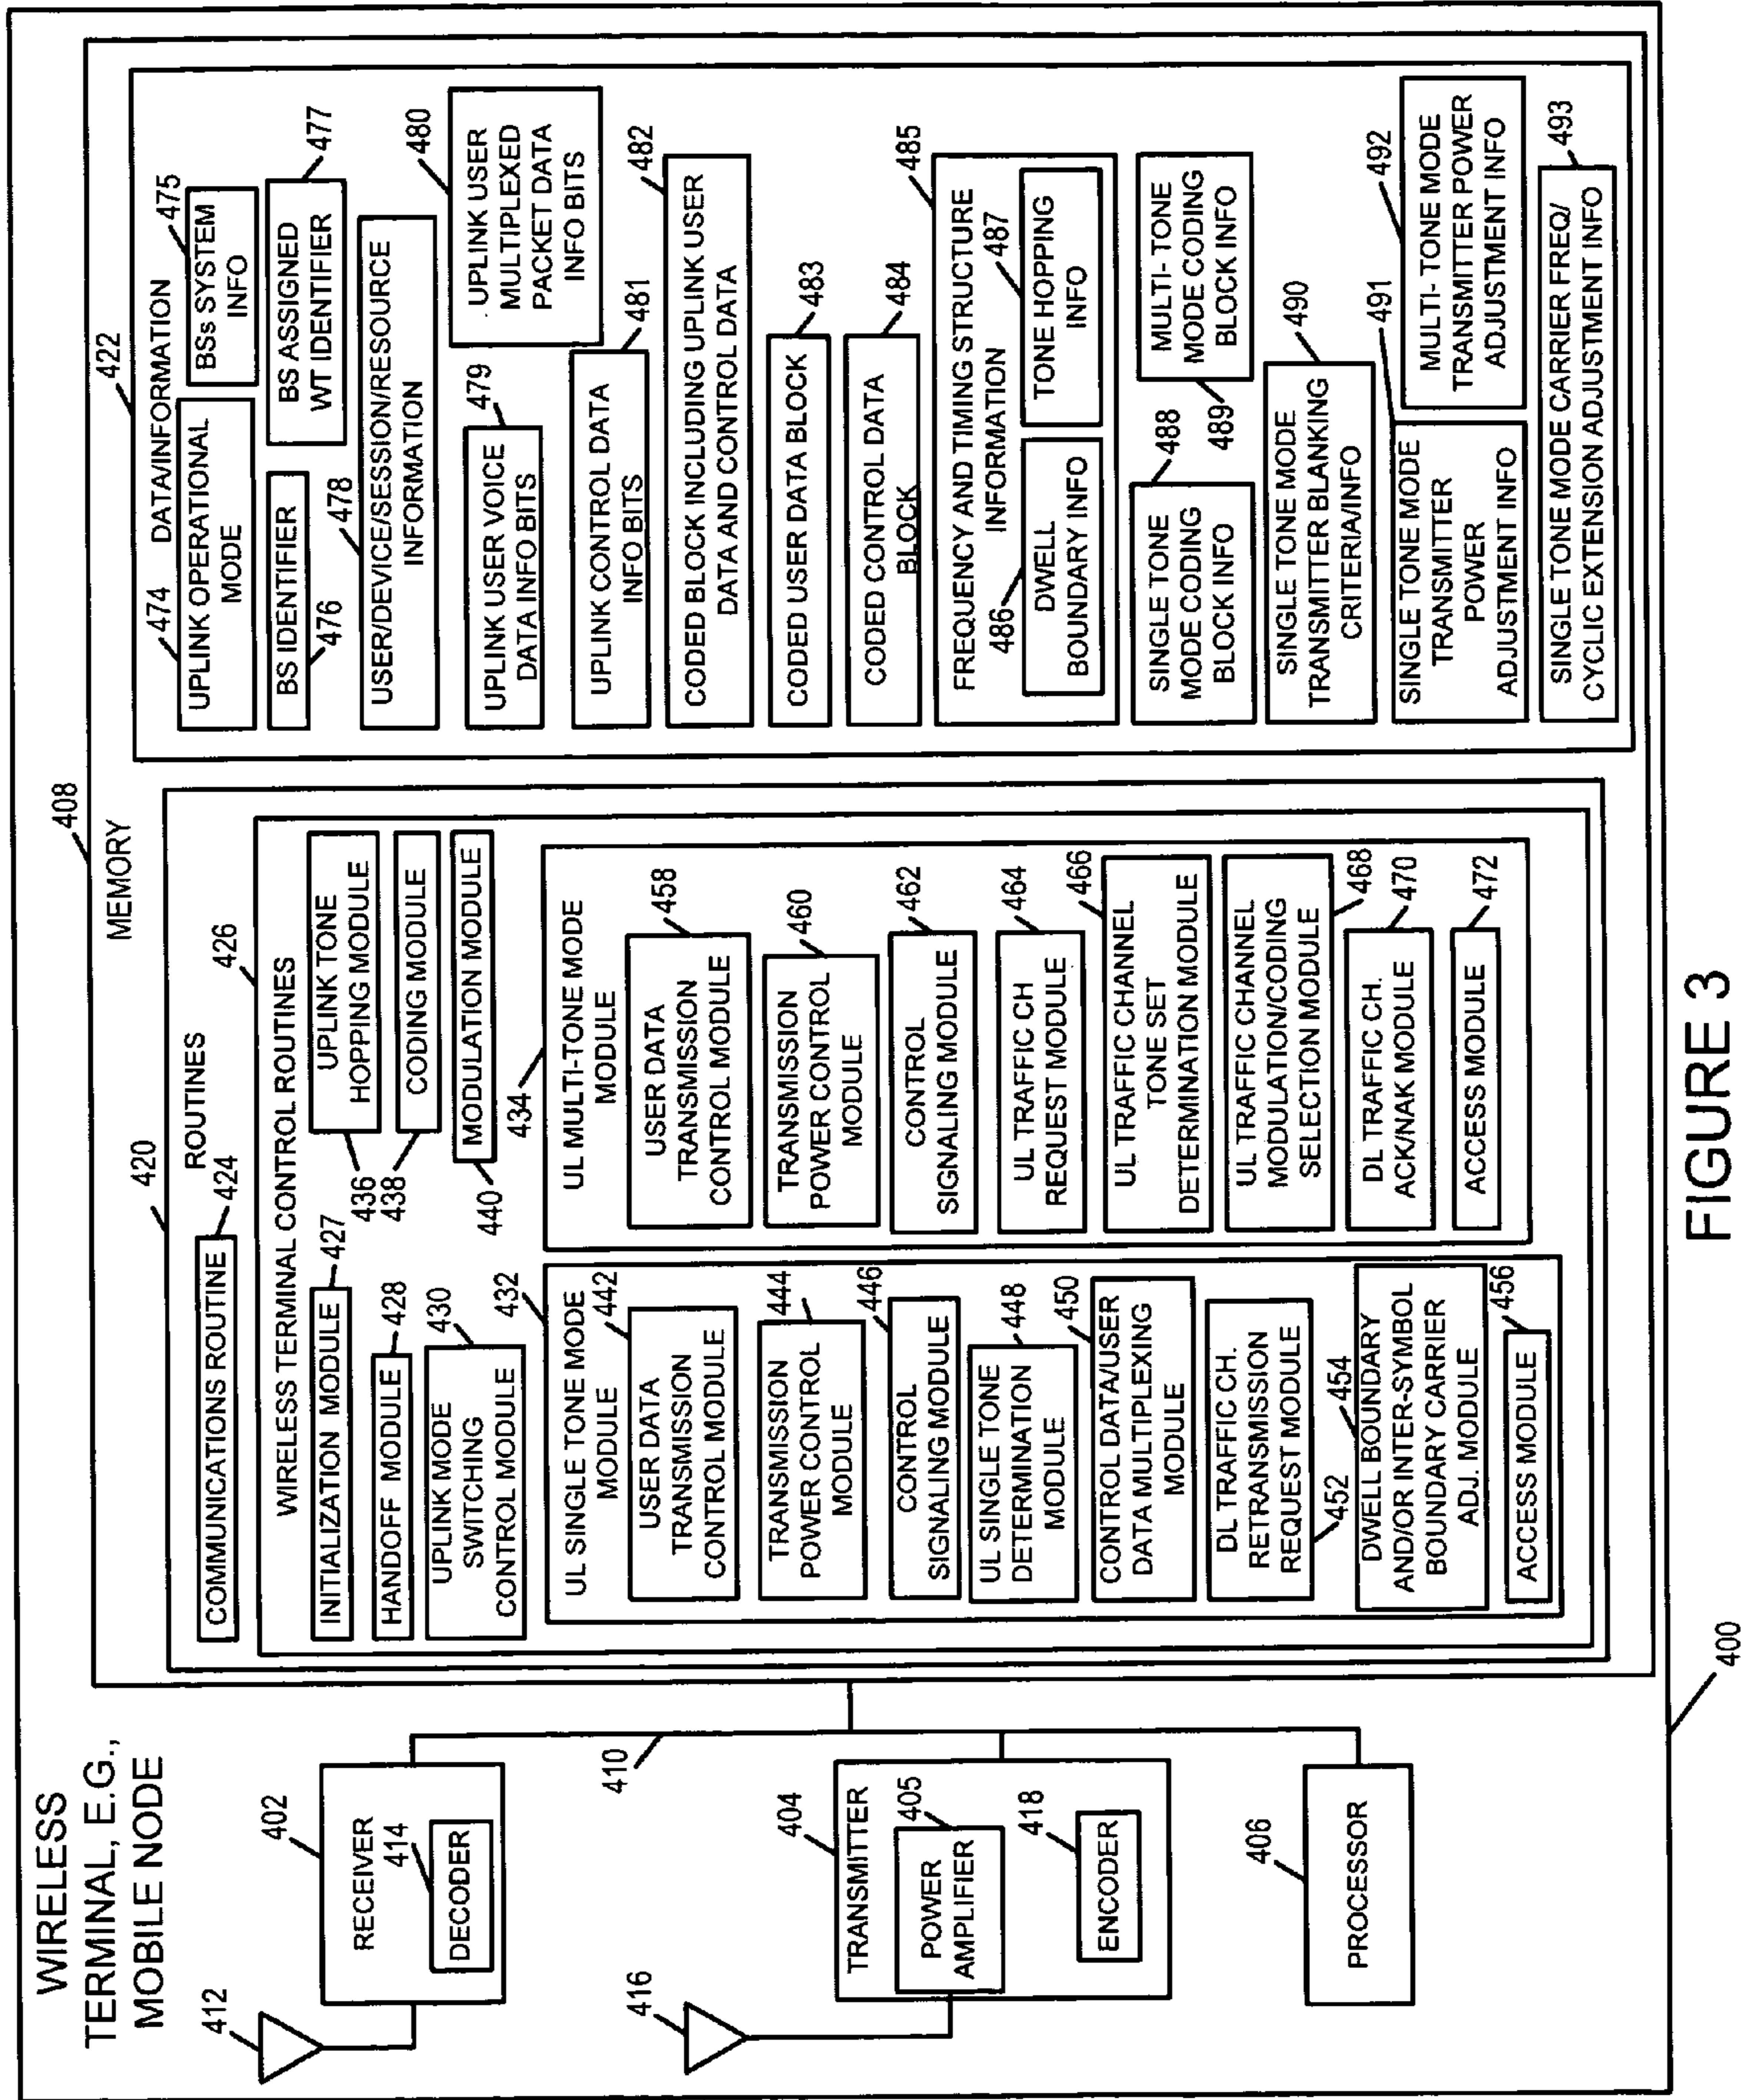 WIRELESS
TERMINAL, E.G.,
MOBILE NODE
412
402
RECEIVER
414
DECODER
410
416
404
TRANSMITTER
405
POWER
AMPLIFIER
418
ENCODER
406
PROCESSOR
400
408
MEMORY
420
ROUTINES
COMMUNICATIONS ROUTINE
424
426
WIRELESS TERMINAL CONTROL ROUTINES
INITIALIZATION MODULE
427
HANDOFF MODULE
428
UPLINK MODE
SWITCHING
CONTROL MODULE
430
UPLINK TONE
HOPPING MODULE
436
CODING MODULE
438
MODULATION MODULE
440
432
UL SINGLE TONE MODE
MODULE
442
USER DATA
TRANSMISSION
CONTROL MODULE
444
TRANSMISSION
POWER CONTROL
MODULE
446
CONTROL
SIGNALING MODULE
448
UL SINGLE TONE
DETERMINATION
MODULE
450
CONTROL DATA/USER
DATA MULTIPLEXING
MODULE
DL TRAFFIC CH.
RETRANSMISSION
REQUEST MODULE
452
454
DWELL BOUNDARY
AND/OR INTER-SYMBOL
BOUNDARY CARRIER
ADJ. MODULE
456
ACCESS MODULE
434
UL MULTI-TONE MODE
MODULE
458
USER DATA
TRANSMISSION
CONTROL MODULE
460
TRANSMISSION
POWER CONTROL
MODULE
462
CONTROL
SIGNALING MODULE
464
UL TRAFFIC CH
REQUEST MODULE
466
UL TRAFFIC CHANNEL
TONE SET
DETERMINATION MODULE
UL TRAFFIC CHANNEL
MODULATION/CODING
SELECTION MODULE
468
DL TRAFFIC CH.
ACK/NAK MODULE
470
ACCESS MODULE
472
422
DATA/INFORMATION
474
UPLINK OPERATIONAL
MODE
475
BSs SYSTEM
INFO
BS IDENTIFIER
476
BS ASSIGNED
WT IDENTIFIER
477
478
USER/DEVICE/SESSION/RESOURCE
INFORMATION
UPLINK USER VOICE
DATA INFO BITS
479
480
UPLINK USER
MULTIPLEXED
PACKET DATA
INFO BITS
UPLINK CONTROL DATA
INFO BITS
481
482
CODED BLOCK INCLUDING UPLINK USER
DATA AND CONTROL DATA
CODED USER DATA BLOCK
483
CODED CONTROL DATA
BLOCK
484
485
FREQUENCY AND TIMING STRUCTURE
INFORMATION
486
DWELL
BOUNDARY INFO
487
TONE HOPPING
INFO
488
SINGLE TONE
MODE CODING
BLOCK INFO
MULTI- TONE
MODE CODING
BLOCK INFO
489
SINGLE TONE MODE
TRANSMITTER BLANKING
CRITERIA/INFO
490
491
SINGLE TONE MODE
TRANSMITTER
POWER
ADJUSTMENT INFO
492
MULTI- TONE MODE
TRANSMITTER POWER
ADJUSTMENT INFO
SINGLE TONE MODE CARRIER FREQ/
CYCLIC EXTENSION ADJUSTMENT INFO
493
FIGURE 3